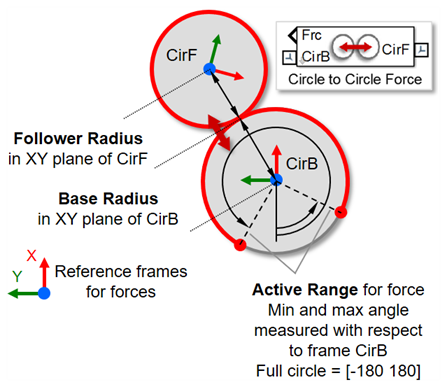 CirF
Frc
CirB
CirF
Circle to Circle Force
Follower Radius
in XY plane of CirF
CirB
Base Radius
in XY plane of CirB
X
Y
Reference frames
for forces
Active Range for force
Min and max angle
measured with respect
to frame CirB
Full circle = [-180 180]